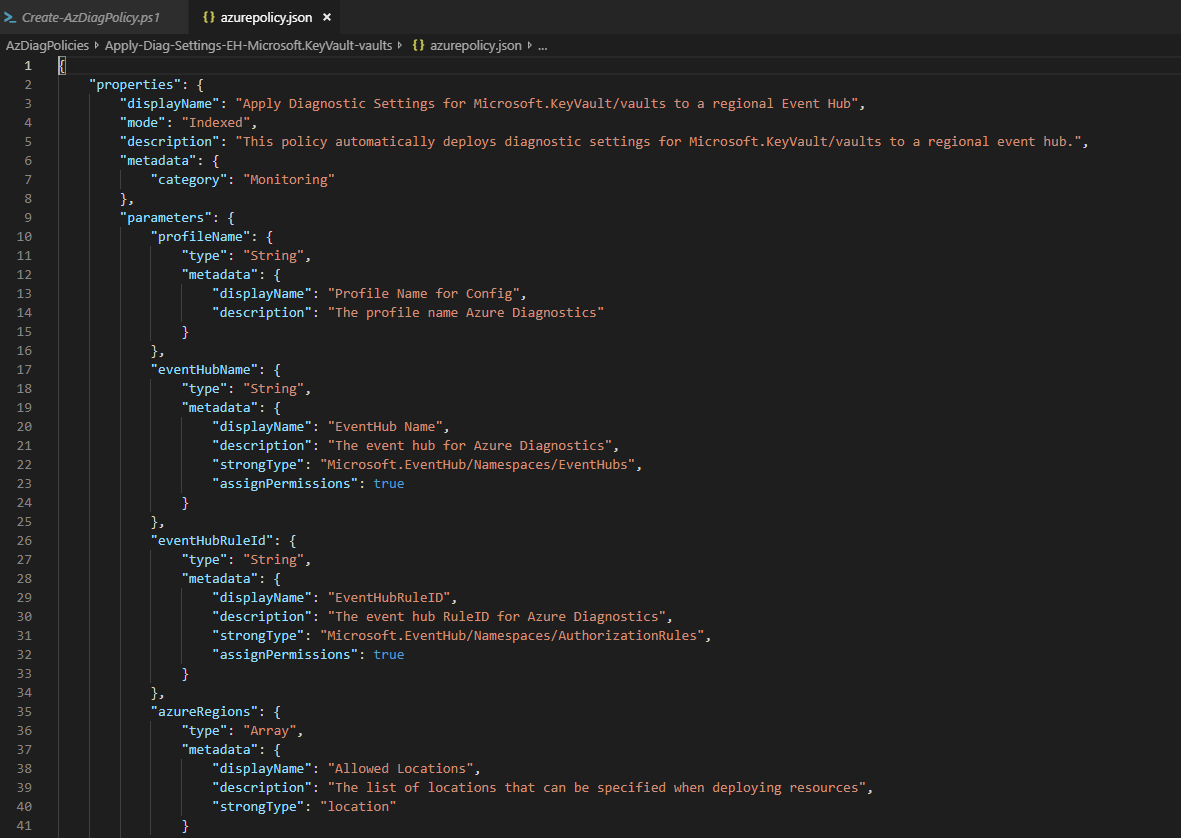 Create-AzDiagPolicy.ps1
{} azurepolicy.json ×
AzDiagPolicies › Apply-Diag-Settings-EH-Microsoft.KeyVault-vaults › {} azurepolicy.json › ...
1 {
2     "properties": {
3         "displayName": "Apply Diagnostic Settings for Microsoft.KeyVault/vaults to a regional Event Hub",
4         "mode": "Indexed",
5         "description": "This policy automatically deploys diagnostic settings for Microsoft.KeyVault/vaults to a regional event hub.",
6         "metadata": {
7             "category": "Monitoring"
8         },
9         "parameters": {
10             "profileName": {
11                 "type": "String",
12                 "metadata": {
13                     "displayName": "Profile Name for Config",
14                     "description": "The profile name Azure Diagnostics"
15                 }
16             },
17             "eventHubName": {
18                 "type": "String",
19                 "metadata": {
20                     "displayName": "EventHub Name",
21                     "description": "The event hub for Azure Diagnostics",
22                     "strongType": "Microsoft.EventHub/Namespaces/EventHubs",
23                     "assignPermissions": true
24                 }
25             },
26             "eventHubRuleId": {
27                 "type": "String",
28                 "metadata": {
29                     "displayName": "EventHubRuleID",
30                     "description": "The event hub RuleID for Azure Diagnostics",
31                     "strongType": "Microsoft.EventHub/Namespaces/AuthorizationRules",
32                     "assignPermissions": true
33                 }
34             },
35             "azureRegions": {
36                 "type": "Array",
37                 "metadata": {
38                     "displayName": "Allowed Locations",
39                     "description": "The list of locations that can be specified when deploying resources",
40                     "strongType": "location"
41                 }